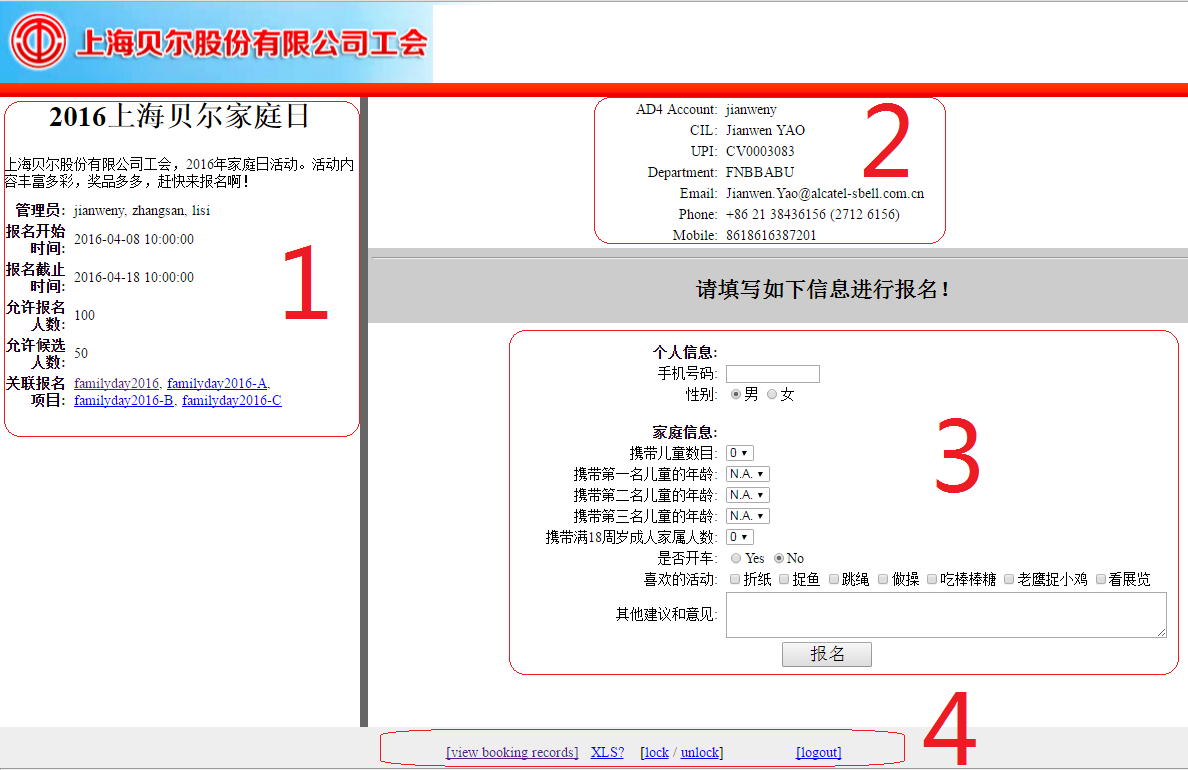 上海贝尔股份有限公司工会
2016上海贝尔家庭日
上海贝尔股份有限公司工会，2016年家庭日活动。活动内
容丰富多彩，奖品多多，赶快来报名啊！
管理员: jianweny, zhangsan, lisi
报名开始
时间: 2016-04-08 10:00:00
报名截止
时间: 2016-04-18 10:00:00
允许报名
人数: 100
允许候选
人数: 50
关联报名 familyday2016, familyday2016-A,
项目: familyday2016-B, familyday2016-C
1
AD4 Account: jianweny
CIL: Jianwen YAO
UPI: CV0003083
Department: FNBBABU
Email: Jianwen.Yao@alcatel-sbell.com.cn
Phone: +86 21 38436156 (2712 6156)
Mobile: 8618616387201
2
请填写如下信息进行报名！
个人信息:
手机号码:
性别: 男 女
家庭信息:
携带儿童数目: 0
携带第一名儿童的年龄: N.A.
携带第二名儿童的年龄: N.A.
携带第三名儿童的年龄: N.A.
携带满18周岁成人家属人数: 0
是否开车: Yes No
喜欢的活动: 折纸 捉鱼 跳绳 做操 吃棒棒糖 老鹰捉小鸡 看展览
其他建议和意见:
报名
3
[view booking records] XLS? [lock / unlock] [logout]
4